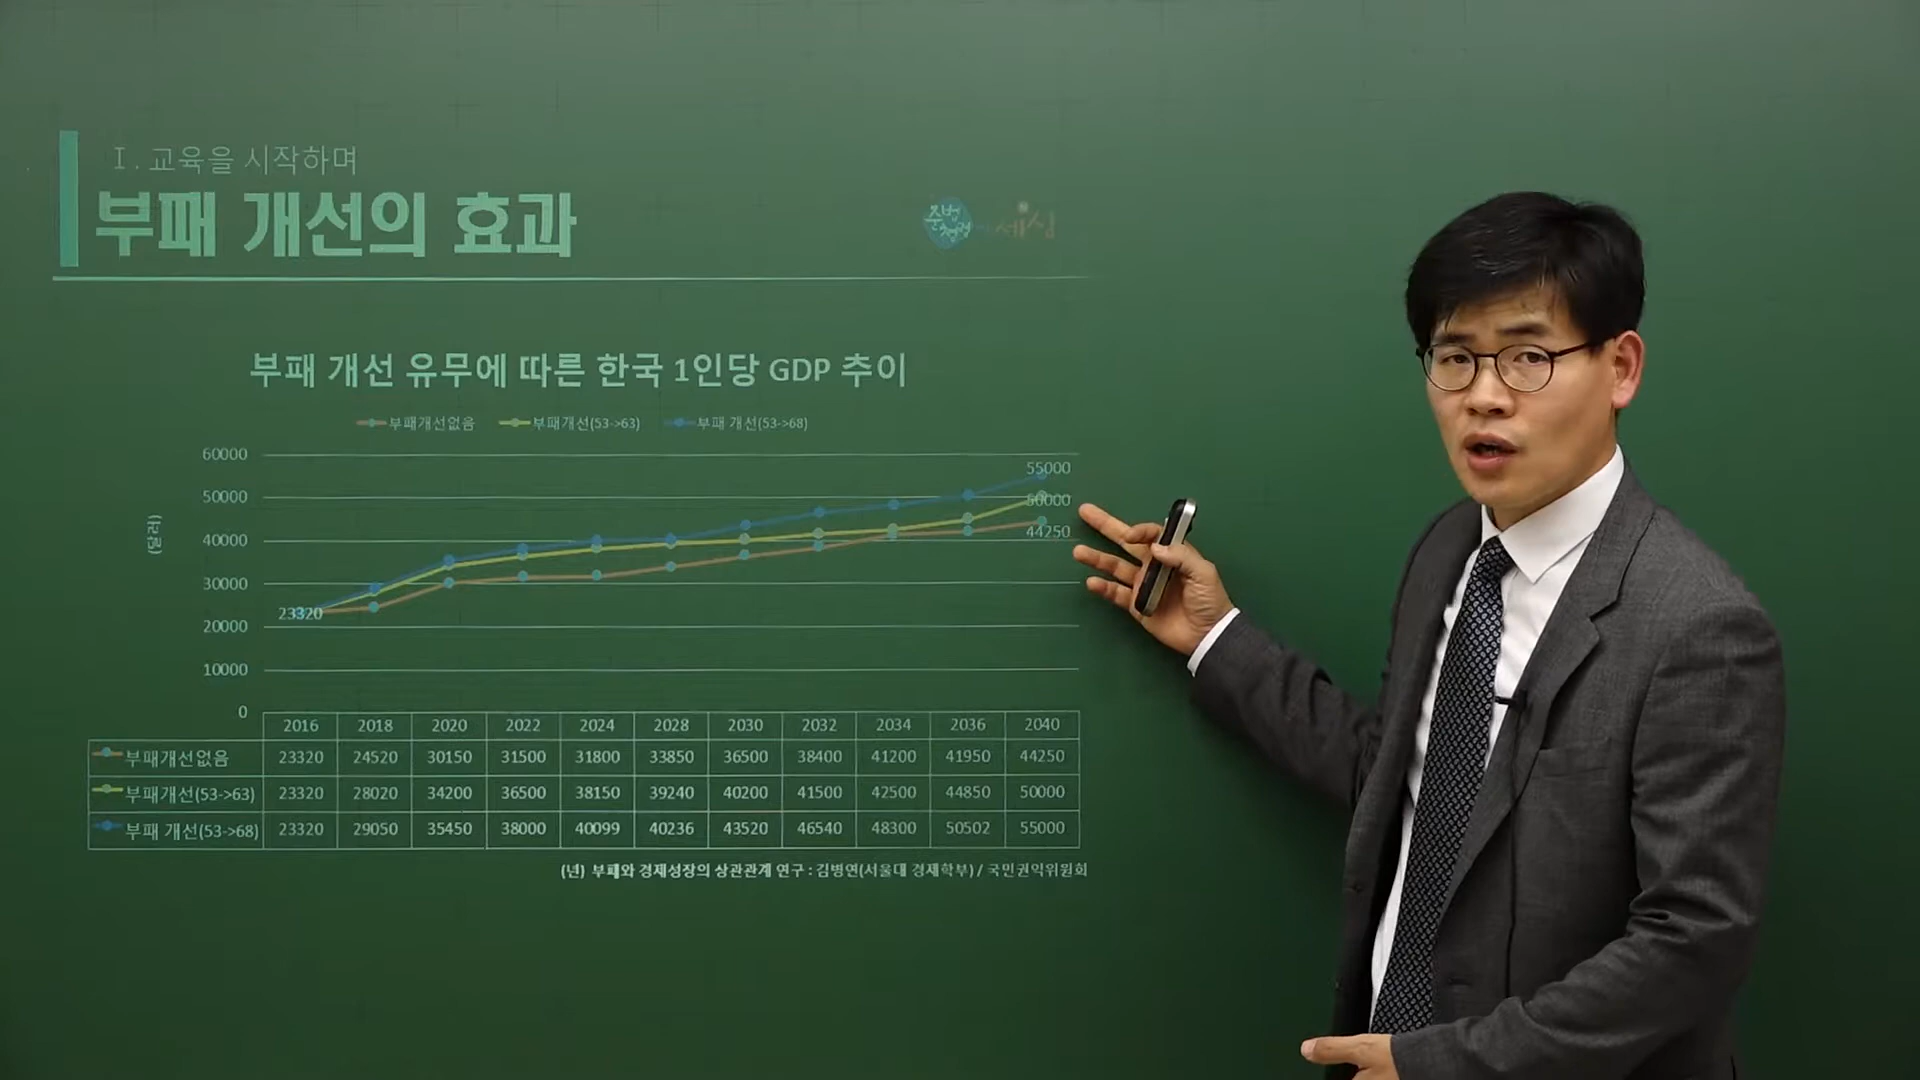 Ⅰ. 교육을 시작하며
부패 개선의 효과
준법 청렴 세상
부패 개선 유무에 따른 한국 1인당 GDP 추이
부패개선없음 부패개선(53->63) 부패 개선(53->68)
(달러)
60000
50000
40000
30000
20000
10000
0
55000
50000
44250
23320
2016 2018 2020 2022 2024 2028 2030 2032 2034 2036 2040
부패개선없음 23320 24520 30150 31500 31800 33850 36500 38400 41200 41950 44250
부패개선(53->63) 23320 28020 34200 36500 38150 39240 40200 41500 42500 44850 50000
부패 개선(53->68) 23320 29050 35450 38000 40099 40236 43520 46540 48300 50502 55000
(년) 부패와 경제성장의 상관관계 연구 : 김병연(서울대 경제학부) / 국민권익위원회